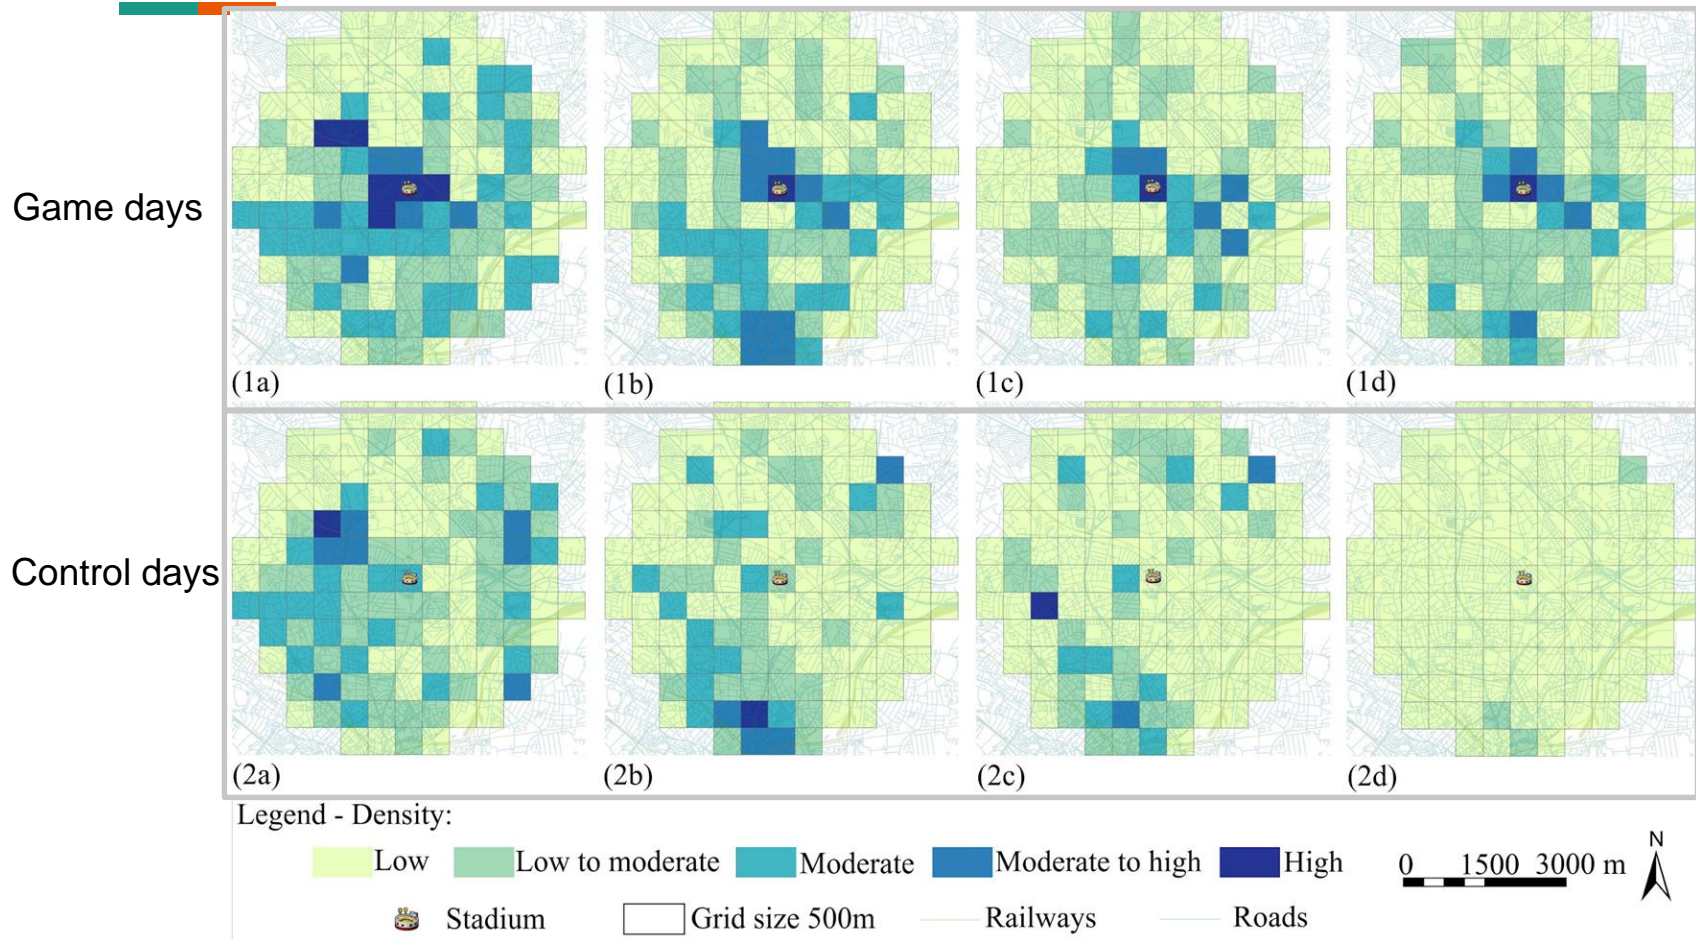 Game days
(1a)
(1b)
(1c)
(1d)
Control days
(2a)
(2b)
(2c)
(2d)
Legend - Density:
Low
Low to moderate
Moderate
Moderate to high
High
0 1500 3000 m
N
Stadium
Grid size 500m
Railways
Roads